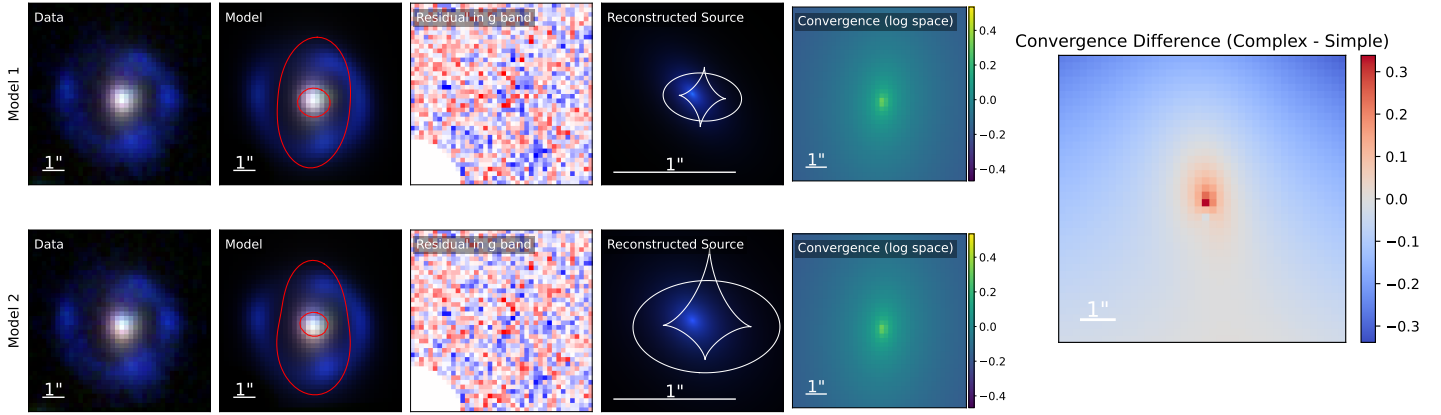 Model 1
Data
1"
Model
1"
Residual in g band
Reconstructed Source
1"
Convergence (log space)
1"
0.4
0.2
0.0
−0.2
−0.4
Model 2
Data
1"
Model
1"
Residual in g band
Reconstructed Source
1"
Convergence (log space)
1"
0.4
0.2
0.0
−0.2
−0.4
Convergence Difference (Complex - Simple)
1"
0.3
0.2
0.1
0.0
−0.1
−0.2
−0.3